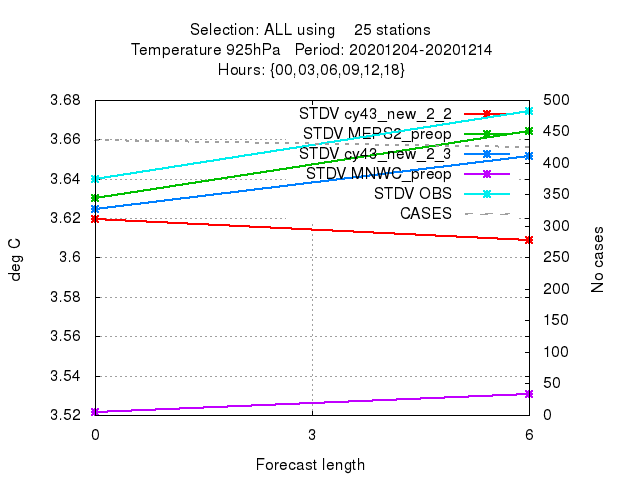 Selection: ALL using 25 stations
Temperature 925hPa Period: 20201204-20201214
Hours: {00,03,06,09,12,18}
3.68
3.66
3.64
3.62
3.6
3.58
3.56
3.54
3.52
deg C
STDV cy43_new_2_2
STDV MEPS2_preop
STDV cy43_new_2_3
STDV MNWC_preop
STDV OBS
CASES
500
450
400
350
300
250
200
150
100
50
0
No cases
0 3 6
Forecast length